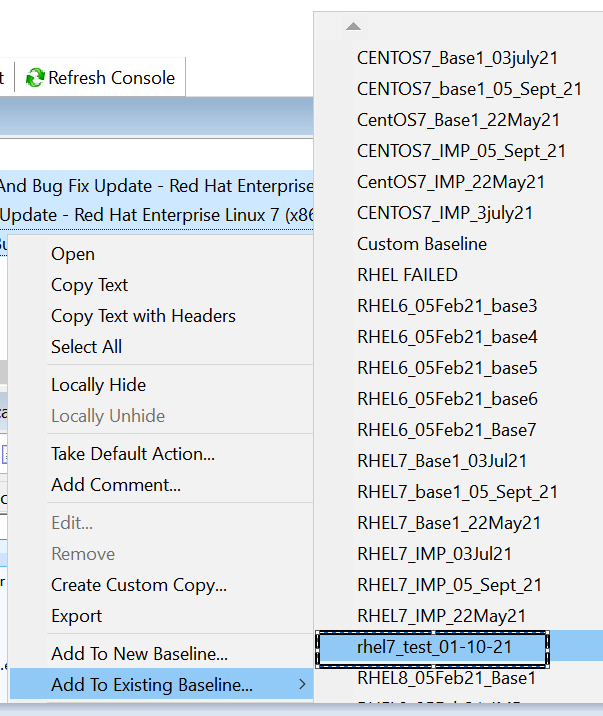 t
Refresh Console
And Bug Fix Update - Red Hat Enterprise
Update - Red Hat Enterprise Linux 7 (x86
Open
Copy Text
Copy Text with Headers
Select All
Locally Hide
Locally Unhide
Take Default Action...
Add Comment...
Edit...
Remove
Create Custom Copy...
Export
Add To New Baseline...
Add To Existing Baseline...
CENTOS7_Base1_03july21
CENTOS7_base1_05_Sept_21
CentOS7_Base1_22May21
CENTOS7_IMP_05_Sept_21
CentOS7_IMP_22May21
CENTOS7_IMP_3july21
Custom Baseline
RHEL FAILED
RHEL6_05Feb21_base3
RHEL6_05Feb21_base4
RHEL6_05Feb21_base5
RHEL6_05Feb21_base6
RHEL6_05Feb21_Base7
RHEL7_Base1_03Jul21
RHEL7_base1_05_Sept_21
RHEL7_Base1_22May21
RHEL7_IMP_03Jul21
RHEL7_IMP_05_Sept_21
RHEL7_IMP_22May21
rhel7_test_01-10-21
RHEL8_05Feb21_Base1